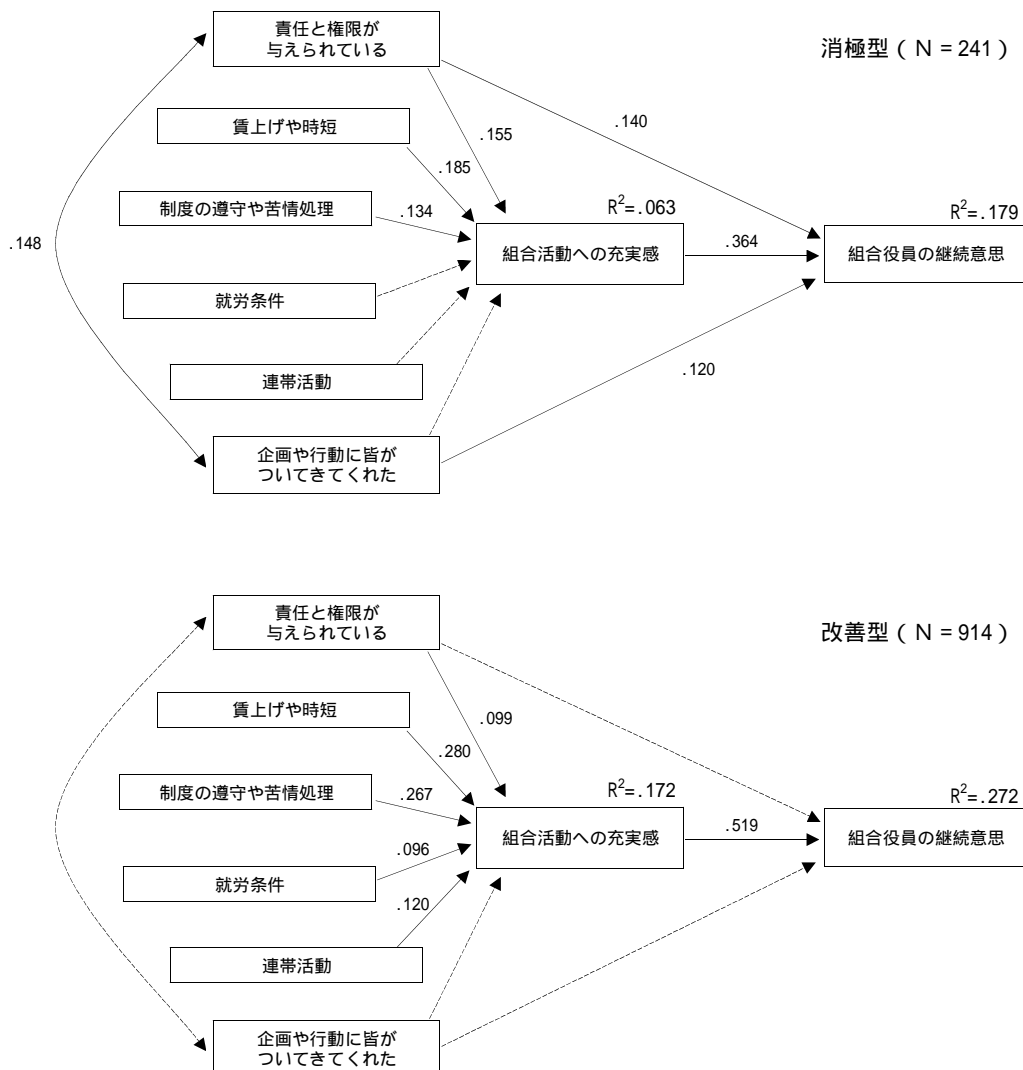 責任と権限が
与えられている
消極型 ( N = 241 )
賃上げや時短
.140
.155
.185
制度の遵守や苦情処理
.134
R²=.063
R²=.179
.148
組合活動への充実感
.364
組合役員の継続意思
就労条件
連帯活動
.120
企画や行動に皆が
ついてきてくれた
責任と権限が
与えられている
改善型 ( N = 914 )
賃上げや時短
.099
.280
制度の遵守や苦情処理
.267
R²=.172
R²=.272
組合活動への充実感
.519
組合役員の継続意思
.096
就労条件
.120
連帯活動
企画や行動に皆が
ついてきてくれた